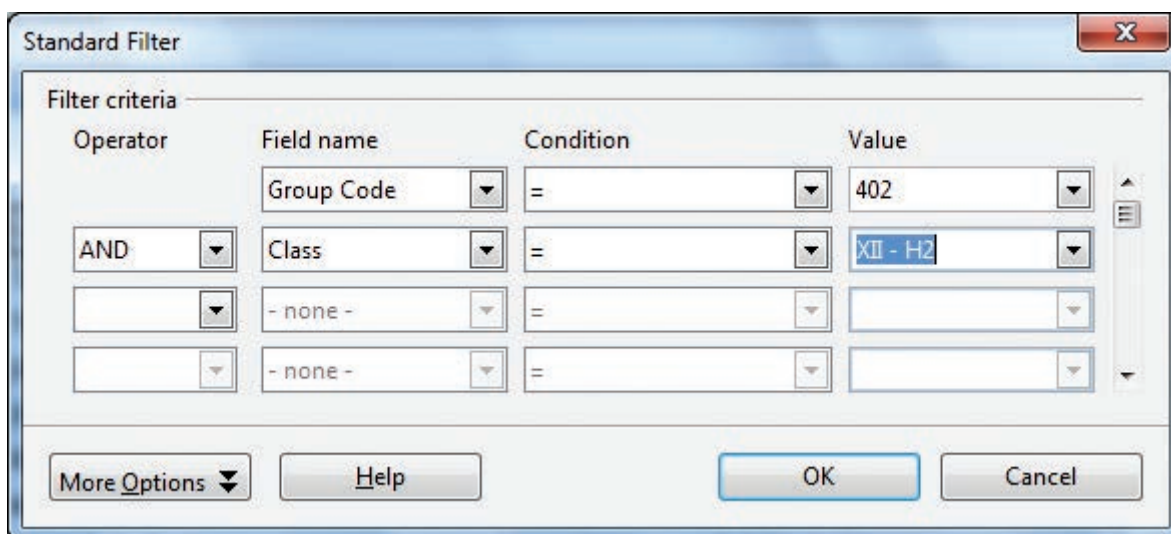 Standard Filter
Filter criteria
Operator Field name Condition Value
Group Code = 402
AND Class = XII - H2
- none - =
- none - =
More Options Help OK Cancel